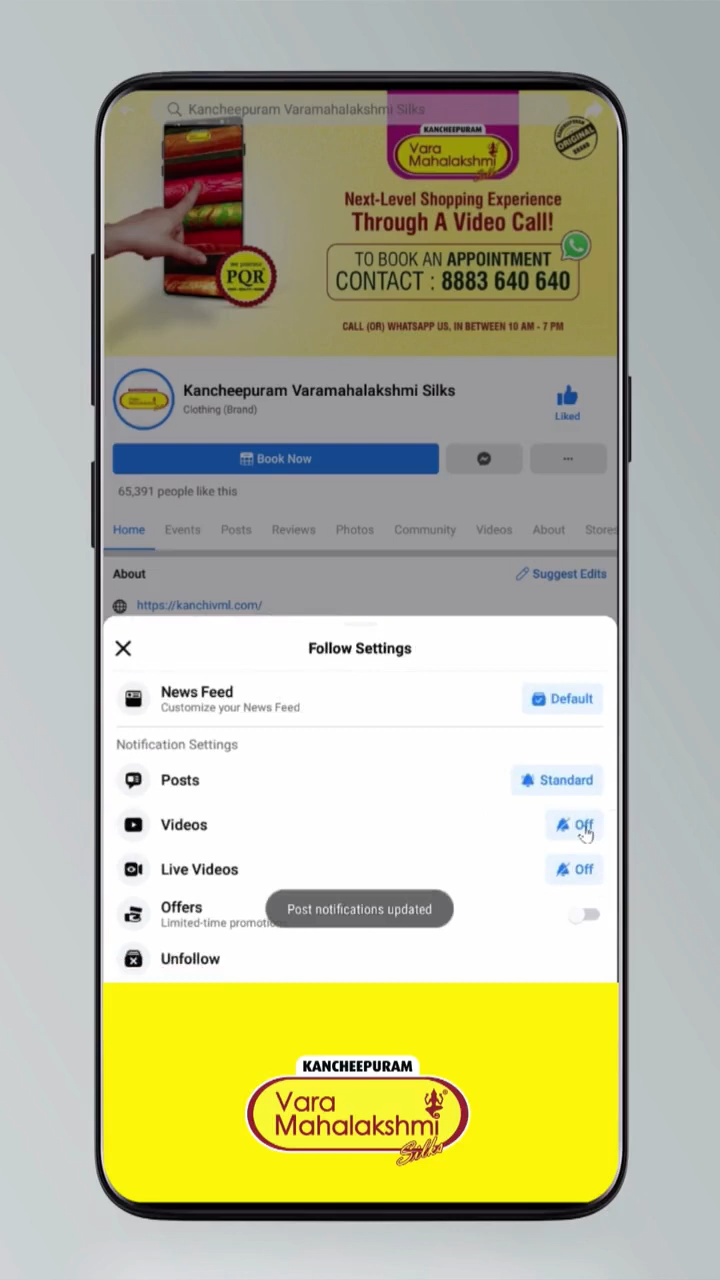 Kancheepuram Varamahalakshmi Silks
KANCHEEPURAM
Vara
Mahalakshmi
Silks
ORIGINAL
Next-Level Shopping Experience
Through A Video Call!
TO BOOK AN APPOINTMENT
CONTACT : 8883 640 640
CALL (OR) WHATSAPP US, IN BETWEEN 10 AM - 7 PM
PQR
Kancheepuram Varamahalakshmi Silks
Clothing (Brand)
Liked
Book Now
65,391 people like this
Home Events Posts Reviews Photos Community Videos About Stores
About
Suggest Edits
https://kanchivml.com/
Follow Settings
News Feed
Customize your News Feed
Default
Notification Settings
Posts
Standard
Videos
Off
Live Videos
Off
Offers
Limited-time promotions
Post notifications updated
Unfollow
KANCHEEPURAM
Vara
Mahalakshmi
Silks